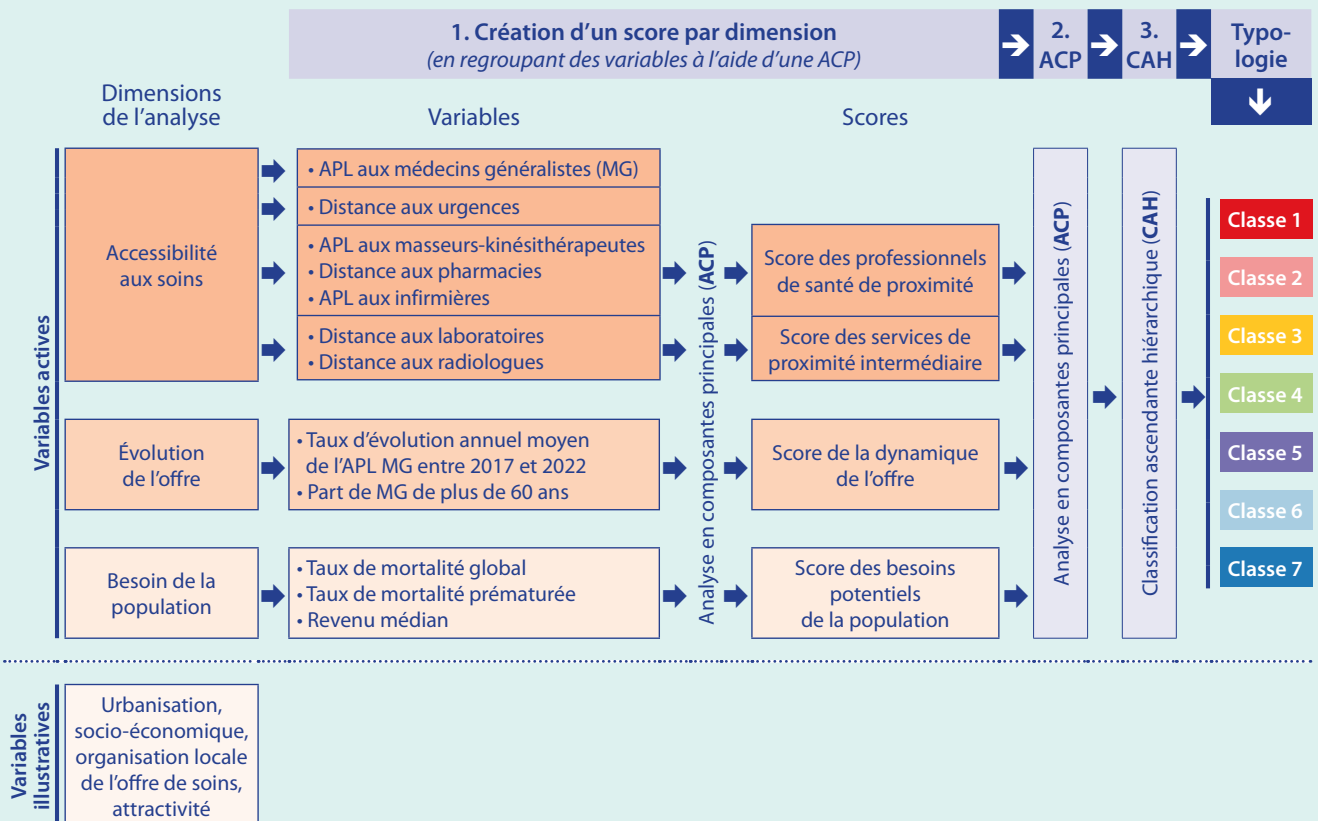 1. Création d'un score par dimension
(en regroupant des variables à l'aide d'une ACP)
2.
ACP
3.
CAH
Typo-
logie
Dimensions
de l'analyse
Variables
Scores
Variables actives
Accessibilité
aux soins
• APL aux médecins généralistes (MG)
• Distance aux urgences
• APL aux masseurs-kinésithérapeutes
• Distance aux pharmacies
• APL aux infirmières
• Distance aux laboratoires
• Distance aux radiologues
Analyse en composantes principales (ACP)
Score des professionnels
de santé de proximité
Score des services de
proximité intermédiaire
Évolution
de l'offre
• Taux d'évolution annuel moyen
de l'APL MG entre 2017 et 2022
• Part de MG de plus de 60 ans
Score de la dynamique
de l'offre
Besoin de la
population
• Taux de mortalité global
• Taux de mortalité prématurée
• Revenu médian
Score des besoins
potentiels
de la population
Analyse en composantes principales (ACP)
Classification ascendante hiérarchique (CAH)
Classe 1
Classe 2
Classe 3
Classe 4
Classe 5
Classe 6
Classe 7
Variables
illustratives
Urbanisation,
socio-économique,
organisation locale
de l'offre de soins,
attractivité